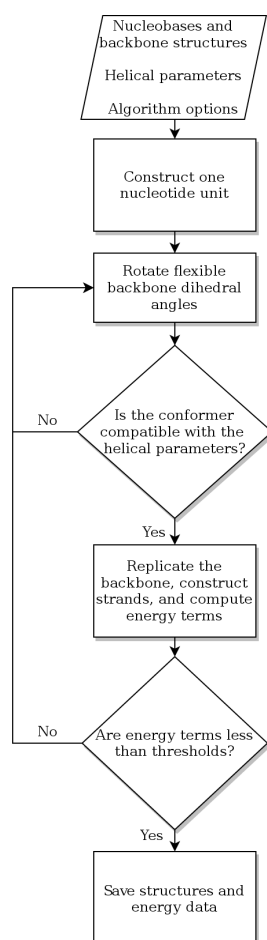 Nucleobases and
backbone structures
Helical parameters
Algorithm options
Construct one
nucleotide unit
Rotate flexible
backbone dihedral
angles
Is the conformer
compatible with the
helical parameters?
No
Yes
Replicate the
backbone, construct
strands, and compute
energy terms
Are energy terms less
than thresholds?
No
Yes
Save structures and
energy data